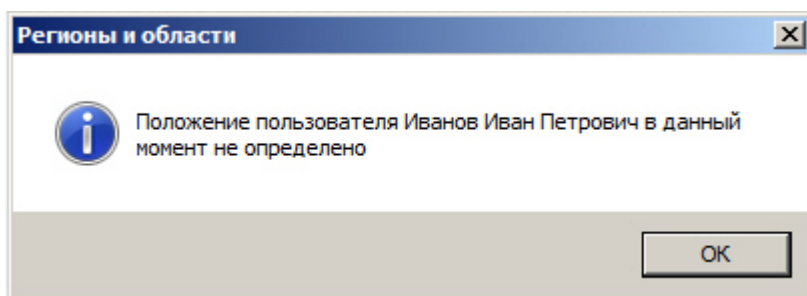 Регионы и области
Положение пользователя Иванов Иван Петрович в данный
момент не определено
OK